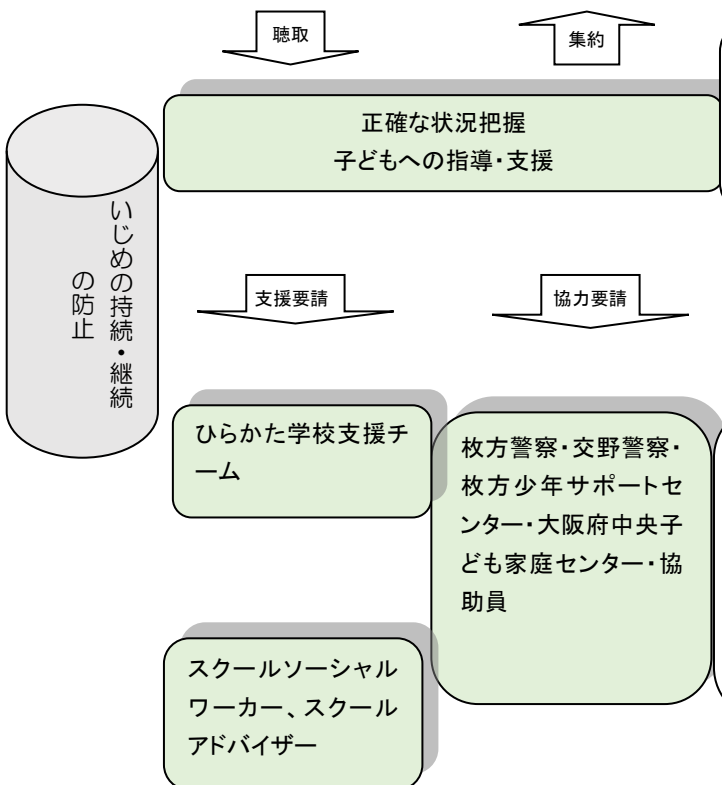 聴取
集約
正確な状況把握
子どもへの指導・支援
いじめの持続・継続
の防止
支援要請
協力要請
ひらかた学校支援チ
ーム
枚方警察・交野警察・
枚方少年サポートセ
ンター・大阪府中央子
ども家庭センター・協
助員
スクールソーシャル
ワーカー、スクール
アドバイザー